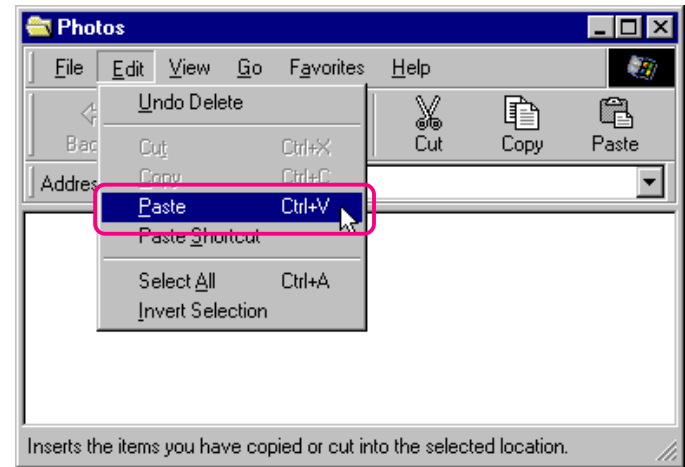 Photos
File Edit View Go Favorites Help
Undo Delete
Cut Ctrl+X
Copy Ctrl+C
Paste Ctrl+V
Paste Shortcut
Select All Ctrl+A
Invert Selection
Bac Cut Copy Paste
Addres
Inserts the items you have copied or cut into the selected location.